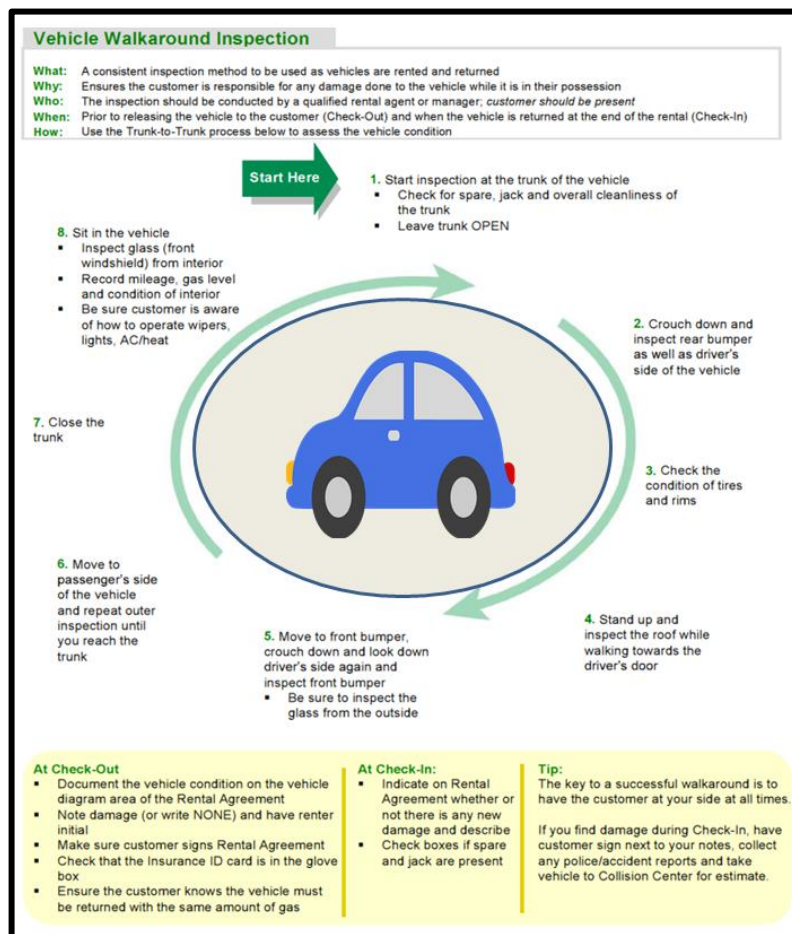 Vehicle Walkaround Inspection
What: A consistent inspection method to be used as vehicles are rented and returned
Why: Ensures the customer is responsible for any damage done to the vehicle while it is in their possession
Who: The inspection should be conducted by a qualified rental agent or manager; customer should be present
When: Prior to releasing the vehicle to the customer (Check-Out) and when the vehicle is returned at the end of the rental (Check-In)
How: Use the Trunk-to-Trunk process below to assess the vehicle condition
Start Here
1. Start inspection at the trunk of the vehicle
▪ Check for spare, jack and overall cleanliness of
the trunk
▪ Leave trunk OPEN
2. Crouch down and
inspect rear bumper
as well as driver's
side of the vehicle
3. Check the
condition of tires
and rims
4. Stand up and
inspect the roof while
walking towards the
driver's door
5. Move to front bumper,
crouch down and look down
driver's side again and
inspect front bumper
▪ Be sure to inspect the
glass from the outside
6. Move to
passenger's side
of the vehicle
and repeat outer
inspection until
you reach the
trunk
7. Close the
trunk
8. Sit in the vehicle
▪ Inspect glass (front
windshield) from interior
▪ Record mileage, gas level
and condition of interior
▪ Be sure customer is aware
of how to operate wipers,
lights, AC/heat
At Check-Out
▪ Document the vehicle condition on the vehicle
diagram area of the Rental Agreement
▪ Note damage (or write NONE) and have renter
initial
▪ Make sure customer signs Rental Agreement
▪ Check that the Insurance ID card is in the glove
box
▪ Ensure the customer knows the vehicle must
be returned with the same amount of gas
At Check-In:
▪ Indicate on Rental
Agreement whether or
not there is any new
damage and describe
▪ Check boxes if spare
and jack are present
Tip:
The key to a successful walkaround is to
have the customer at your side at all times.
If you find damage during Check-In, have
customer sign next to your notes, collect
any police/accident reports and take
vehicle to Collision Center for estimate.